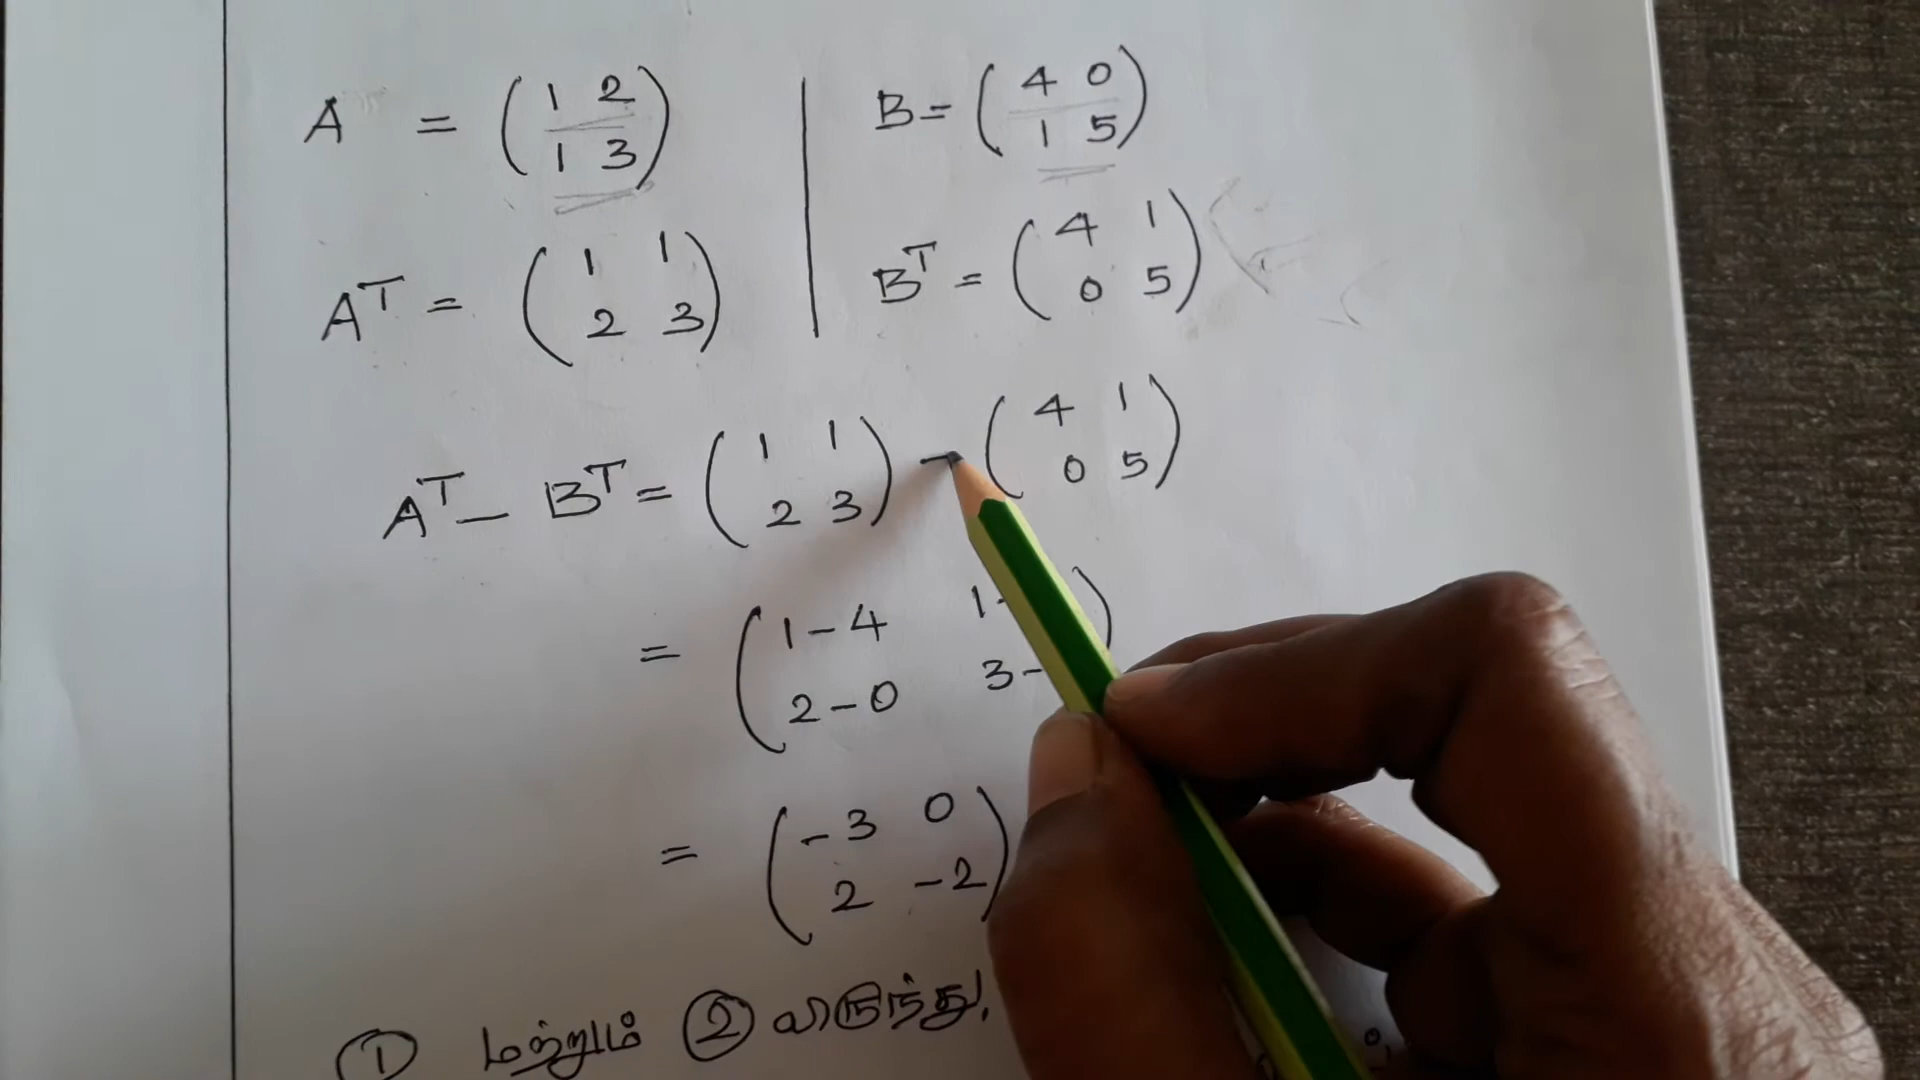 A = ( 1 2 | B = ( 4 0
1 3 ) 1 5 )
Aᵀ = ( 1 1 | Bᵀ = ( 4 1
2 3 ) 0 5 )
Aᵀ - Bᵀ = ( 1 1 - ( 4 1
2 3 ) 0 5 )
= ( 1-4 1-
2-0 3- )
= ( -3 0
2 -2 )
① மற்றும் ② லிருந்து,